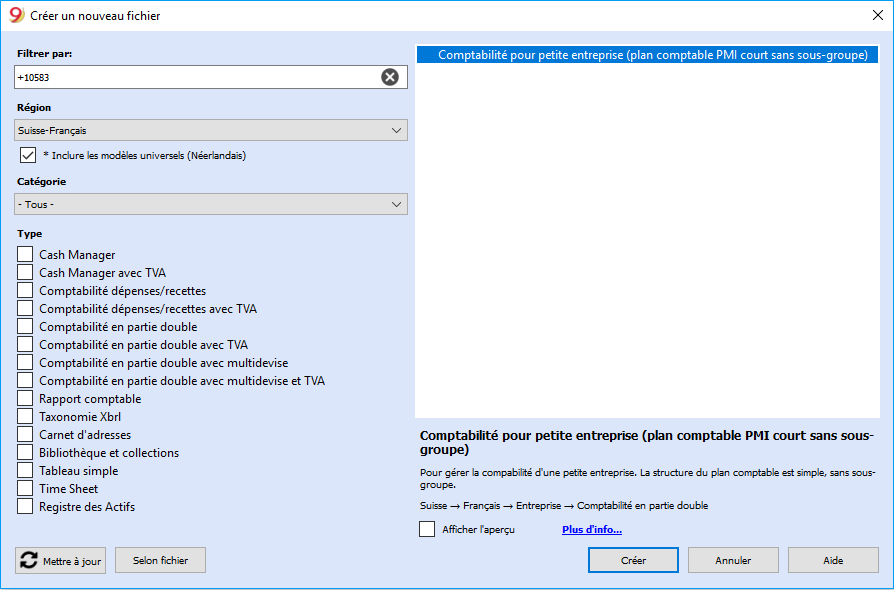 9 Créer un nouveau fichier
Filtrer par:
+10583
Région
Suisse-Français
* Inclure les modèles universels (Néerlandais)
Catégorie
- Tous -
Type
Cash Manager
Cash Manager avec TVA
Comptabilité dépenses/recettes
Comptabilité dépenses/recettes avec TVA
Comptabilité en partie double
Comptabilité en partie double avec TVA
Comptabilité en partie double avec multidevise
Comptabilité en partie double avec multidevise et TVA
Rapport comptable
Taxonomie Xbrl
Carnet d'adresses
Bibliothèque et collections
Tableau simple
Time Sheet
Registre des Actifs
Mettre à jour
Selon fichier
Comptabilité pour petite entreprise (plan comptable PMI court sans sous-groupe)
Comptabilité pour petite entreprise (plan comptable PMI court sans sous-
groupe)
Pour gérer la compabilité d'une petite entreprise. La structure du plan comptable est simple, sans sous-
groupe.
Suisse → Français → Entreprise → Comptabilité en partie double
Afficher l'aperçu
Plus d'info...
Créer
Annuler
Aide